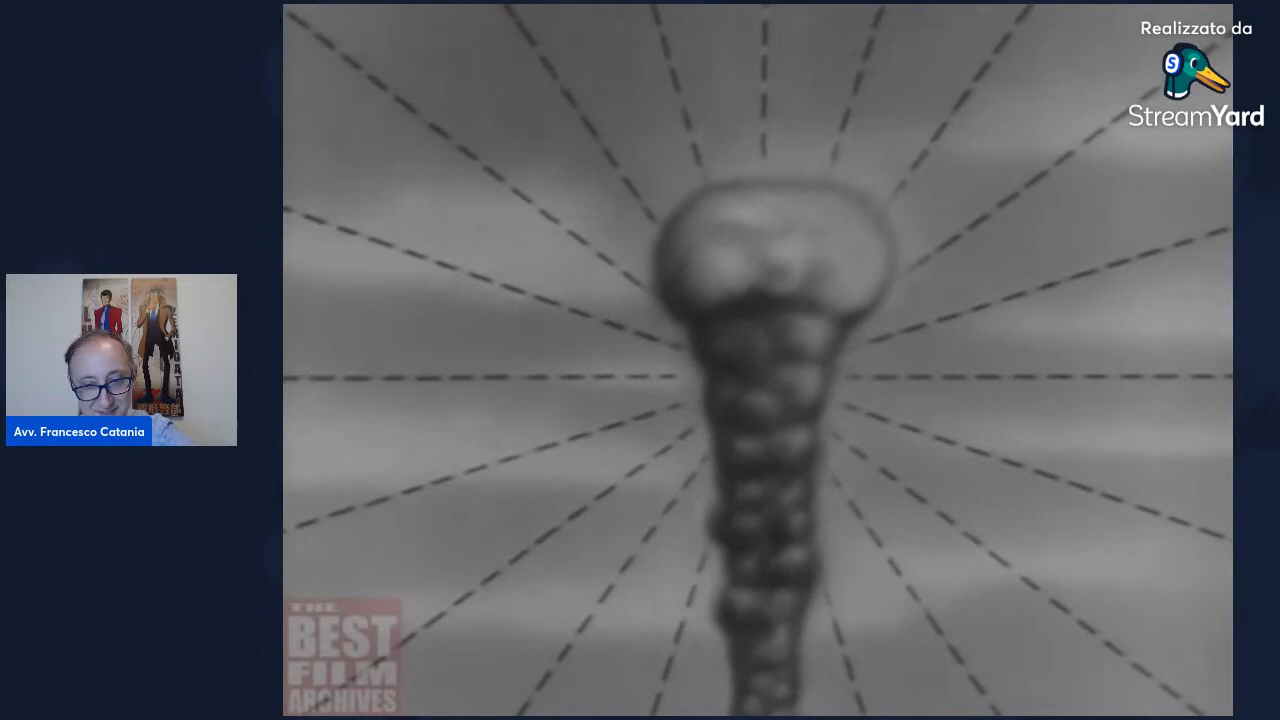 Realizzato da
StreamYard
Avv. Francesco Catania
THE
BEST
FILM
ARCHIVES